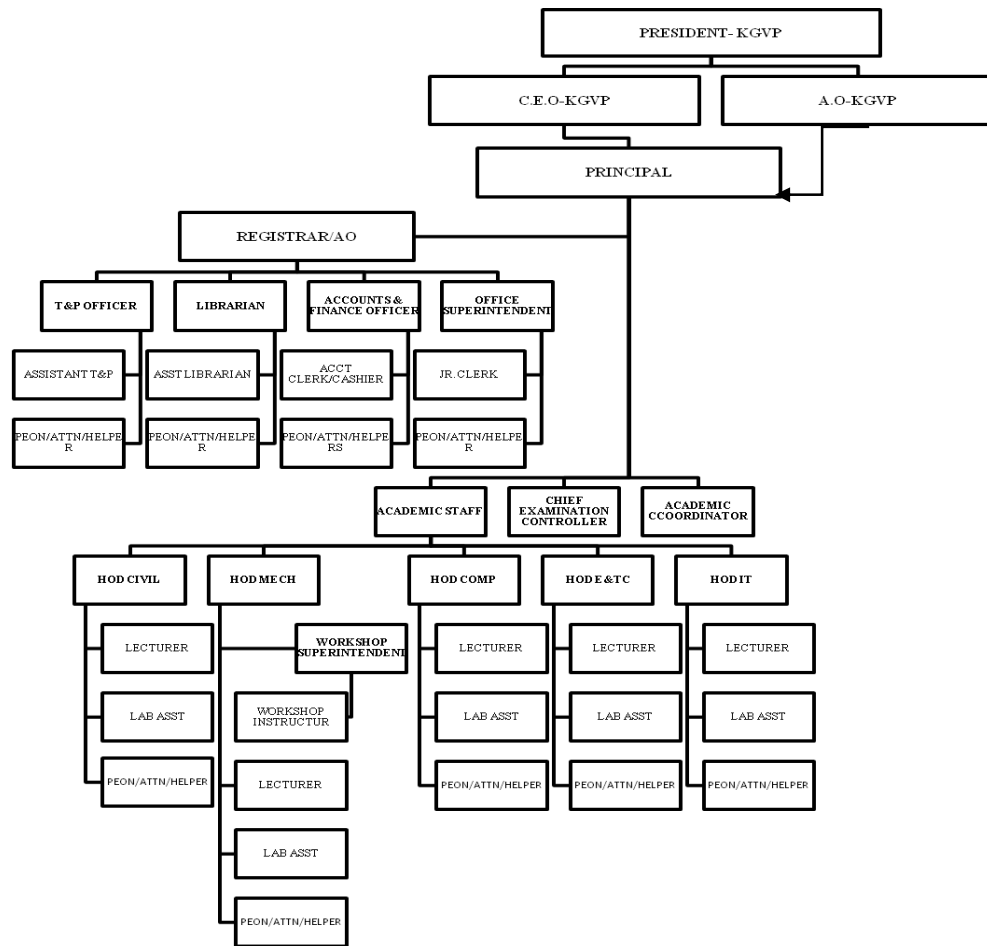 PRESIDENT- KGVP
C.E.O-KGVP
A.O-KGVP
PRINCIPAL
REGISTRAR/AO
T&P OFFICER
LIBRARIAN
ACCOUNTS &
FINANCE OFFICER
OFFICE
SUPERINTENDENT
ASSISTANT T&P
ASST LIBRARIAN
ACCT
CLERK/CASHIER
JR. CLERK
PEON/ATTN/HELPE
R
PEON/ATTN/HELPE
R
PEON/ATTN/HELPE
RS
PEON/ATTN/HELPE
R
ACADEMIC STAFF
CHIEF
EXAMINATION
CONTROLLER
ACADEMIC
CCOORDINATOR
HOD CIVIL
HOD MECH
HOD COMP
HOD E&TC
HOD IT
LECTURER
WORKSHOP
SUPERINTENDENT
LECTURER
LECTURER
LECTURER
LAB ASST
WORKSHOP
INSTRUCTUR
LAB ASST
LAB ASST
LAB ASST
PEON/ATTN/HELPER
LECTURER
PEON/ATTN/HELPER
PEON/ATTN/HELPER
PEON/ATTN/HELPER
LAB ASST
PEON/ATTN/HELPER